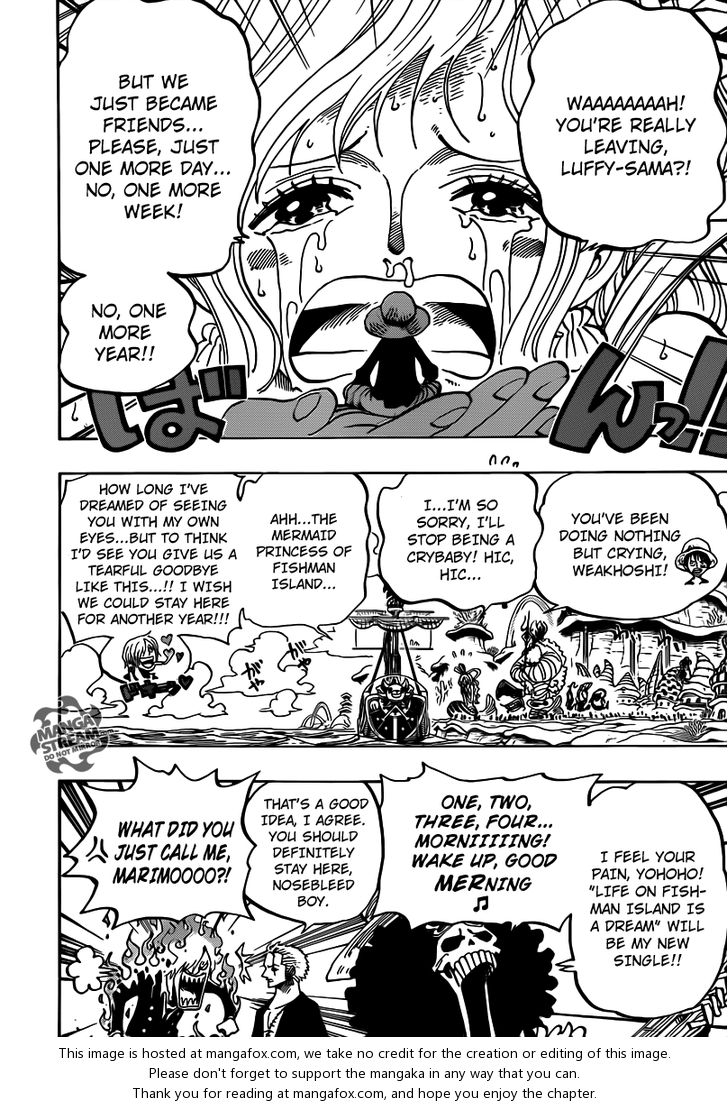 WAAAAAAAAH!
YOU'RE REALLY
LEAVING,
LUFFY-SAMA?!
BUT WE
JUST BECAME
FRIENDS...
PLEASE, JUST
ONE MORE DAY...
NO, ONE MORE
WEEK!
NO, ONE
MORE
YEAR!!
ば
んっ!!
YOU'VE BEEN
DOING NOTHING
BUT CRYING,
WEAKHOSHI!
I...I'M SO
SORRY, I'LL
STOP BEING A
CRYBABY! HIC,
HIC...
AHH...THE
MERMAID
PRINCESS OF
FISHMAN
ISLAND...
HOW LONG I'VE
DREAMED OF SEEING
YOU WITH MY OWN
EYES...BUT TO THINK
I'D SEE YOU GIVE US A
TEARFUL GOODBYE
LIKE THIS...!! I WISH
WE COULD STAY HERE
FOR ANOTHER YEAR!!!
MANGA
STREAM
DO NOT MIRROR
I FEEL YOUR
PAIN, YOHOHO!
"LIFE ON FISH-
MAN ISLAND IS
A DREAM" WILL
BE MY NEW
SINGLE!!
ONE, TWO,
THREE, FOUR...
MORNIIIIING!
WAKE UP, GOOD
MERNING
♫
THAT'S A GOOD
IDEA, I AGREE.
YOU SHOULD
DEFINITELY
STAY HERE,
NOSEBLEED
BOY.
WHAT DID YOU
JUST CALL ME,
MARIMOOOO?!
This image is hosted at mangafox.com, we take no credit for the creation or editing of this image.
Please don't forget to support the mangaka in any way that you can.
Thank you for reading at mangafox.com, and hope you enjoy the chapter.